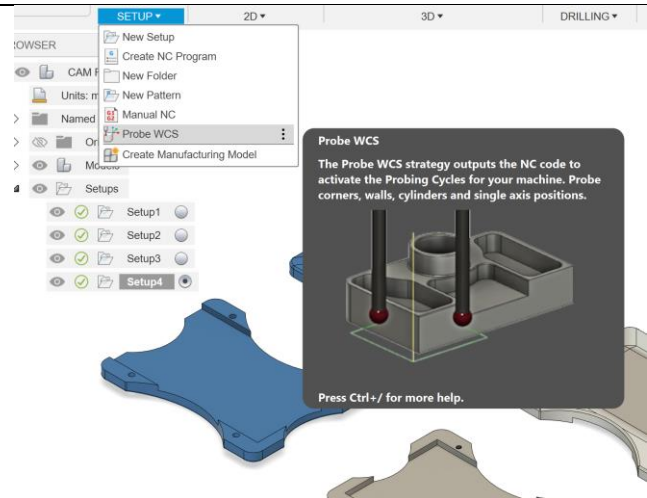 SETUP ▾
2D ▾
3D ▾
DRILLING ▾
New Setup
Create NC Program
New Folder
New Pattern
Manual NC
Probe WCS
Create Manufacturing Model
Probe WCS
The Probe WCS strategy outputs the NC code to
activate the Probing Cycles for your machine. Probe
corners, walls, cylinders and single axis positions.
Press Ctrl+/ for more help.
OWSER
CAM
Units:
Named
Models
Setups
Setup1
Setup2
Setup3
Setup4